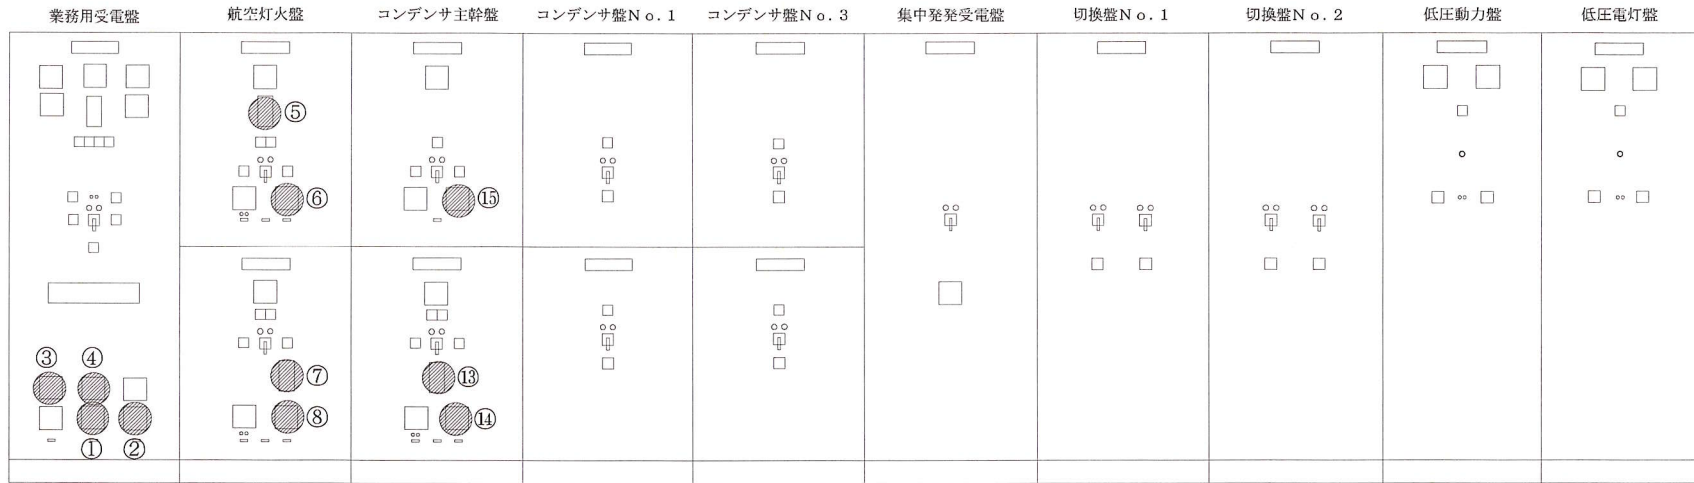 業務用受電盤
航空灯火盤
コンデンサ主幹盤
コンデンサ盤No.1
コンデンサ盤No.3
集中発発受電盤
切換盤No.1
切換盤No.2
低圧動力盤
低圧電灯盤
⑤
⑥
⑮
③ ④
⑦
⑬
⑧
⑭
① ②